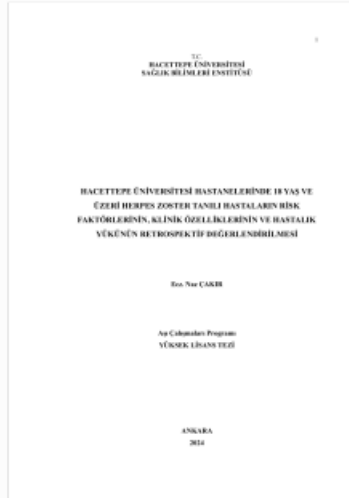 T.C.
HACETTEPE ÜNİVERSİTESİ
SAĞLIK BİLİMLERİ ENSTİTÜSÜ
HACETTEPE ÜNİVERSİTESİ HASTANELERİNDE 18 YAŞ VE
ÜZERİ HERPES ZOSTER TANILI HASTALARIN RİSK
FAKTÖRLERİNİN, KLİNİK ÖZELLİKLERİNİN VE HASTALIK
YÜKÜNÜN RETROSPEKTİF DEĞERLENDİRİLMESİ
Ecz. Nur ÇAKIR
Aşı Çalışmaları Programı
YÜKSEK LİSANS TEZİ
ANKARA
2024